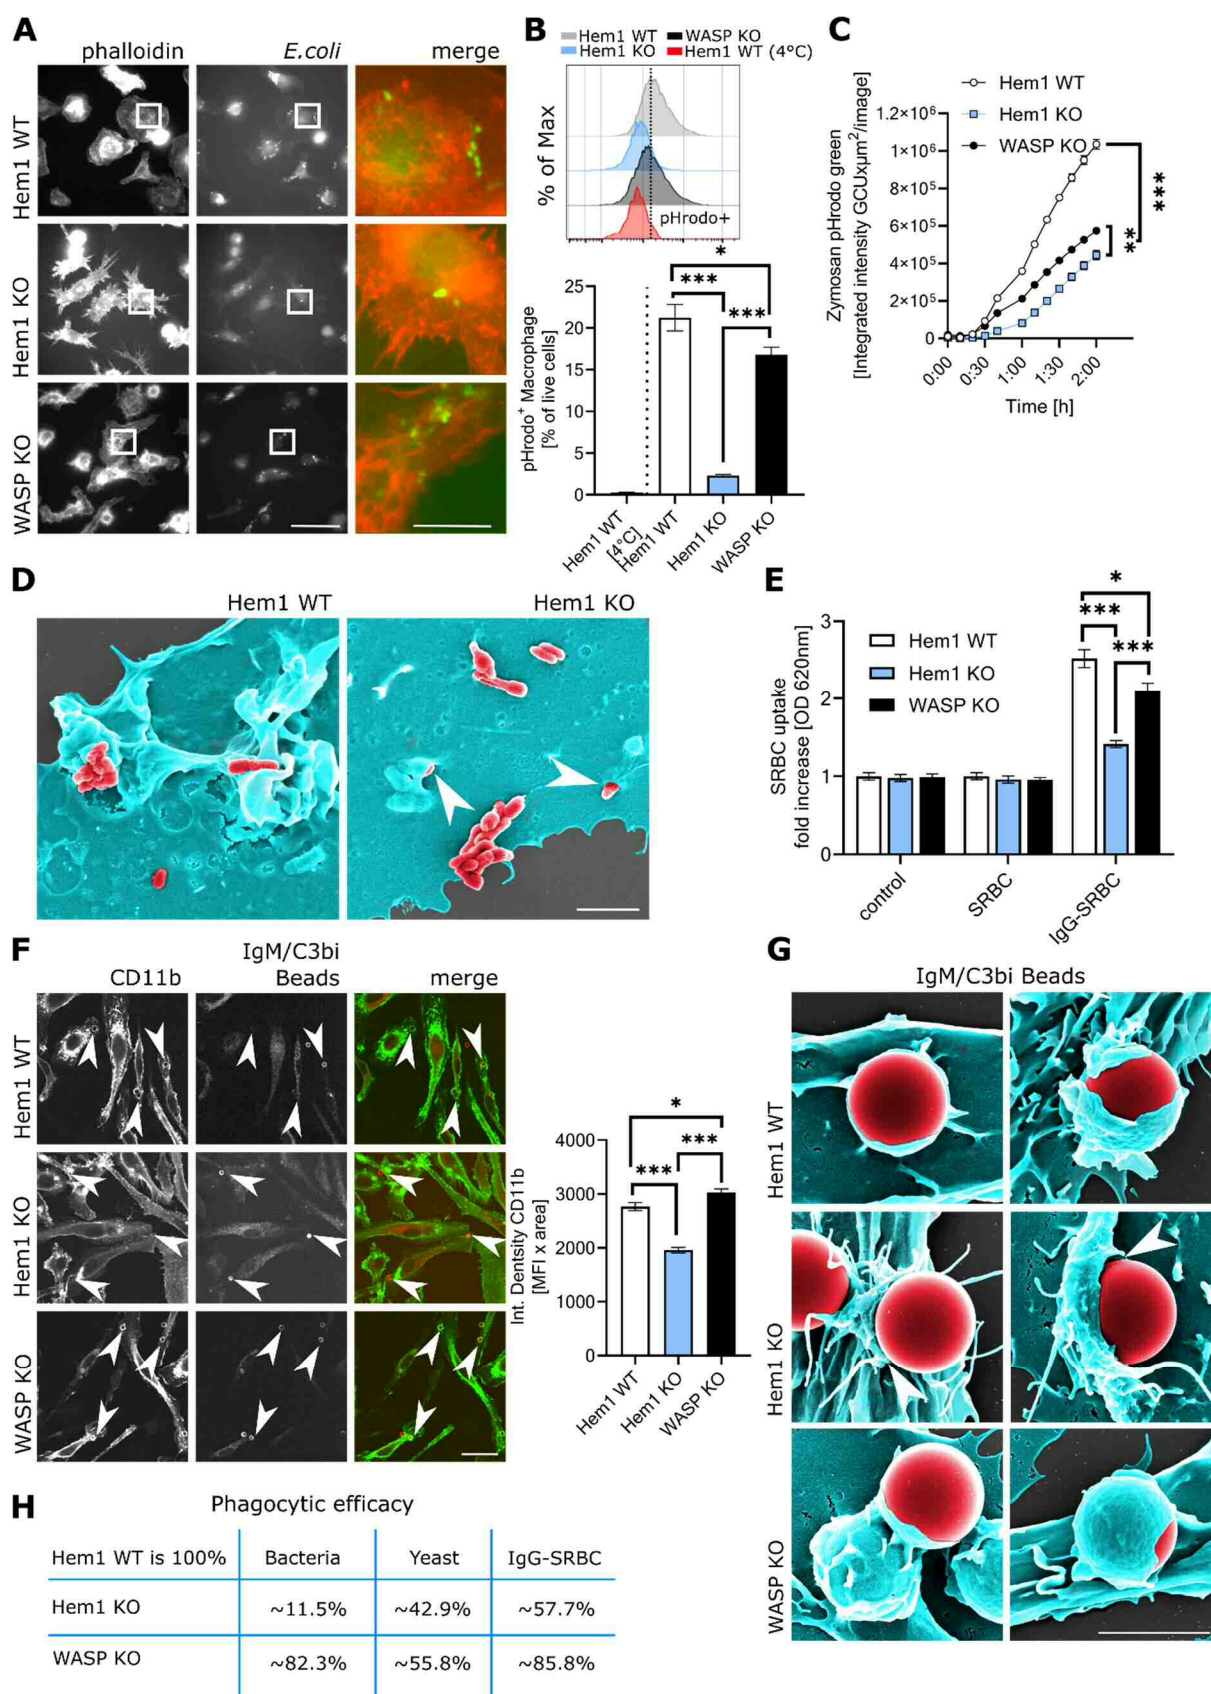 A
phalloidin
E.coli
merge
Hem1 WT
Hem1 KO
WASP KO
B
Hem1 WT
WASP KO
Hem1 KO
Hem1 WT (4°C)
% of Max
pHrodo+
***
*
***
pHrodo⁺ Macrophage
[% of live cells]
25
20
15
10
5
0
Hem1 WT
[4°C]
Hem1 WT
Hem1 KO
WASP KO
C
Hem1 WT
Hem1 KO
WASP KO
Zymosan pHrodo green
[Integrated intensity GCUxµm²/image]
1.2×10⁶
1×10⁶
8×10⁵
6×10⁵
4×10⁵
2×10⁵
0
0:00
0:30
1:00
1:30
2:00
Time [h]
**
***
D
Hem1 WT
Hem1 KO
E
Hem1 WT
Hem1 KO
WASP KO
SRBC uptake
fold increase [OD 620nm]
3
2
1
0
control
SRBC
IgG-SRBC
*
***
***
F
CD11b
IgM/C3bi
Beads
merge
Hem1 WT
Hem1 KO
WASP KO
Int. Dentsity CD11b
[MFI x area]
4000
3000
2000
1000
0
*
***
***
Hem1 WT
Hem1 KO
WASP KO
G
IgM/C3bi Beads
Hem1 WT
Hem1 KO
WASP KO
H
Phagocytic efficacy
Hem1 WT is 100%
Bacteria
Yeast
IgG-SRBC
Hem1 KO
~11.5%
~42.9%
~57.7%
WASP KO
~82.3%
~55.8%
~85.8%